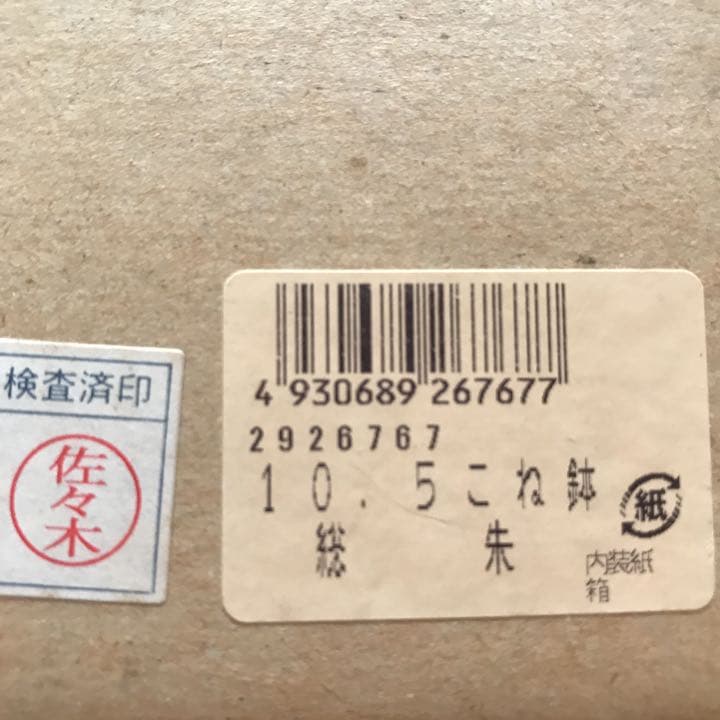 検査済印
佐々木
4 930689 267677
2926767
10.5こね鉢
総 朱
紙
内装紙
箱